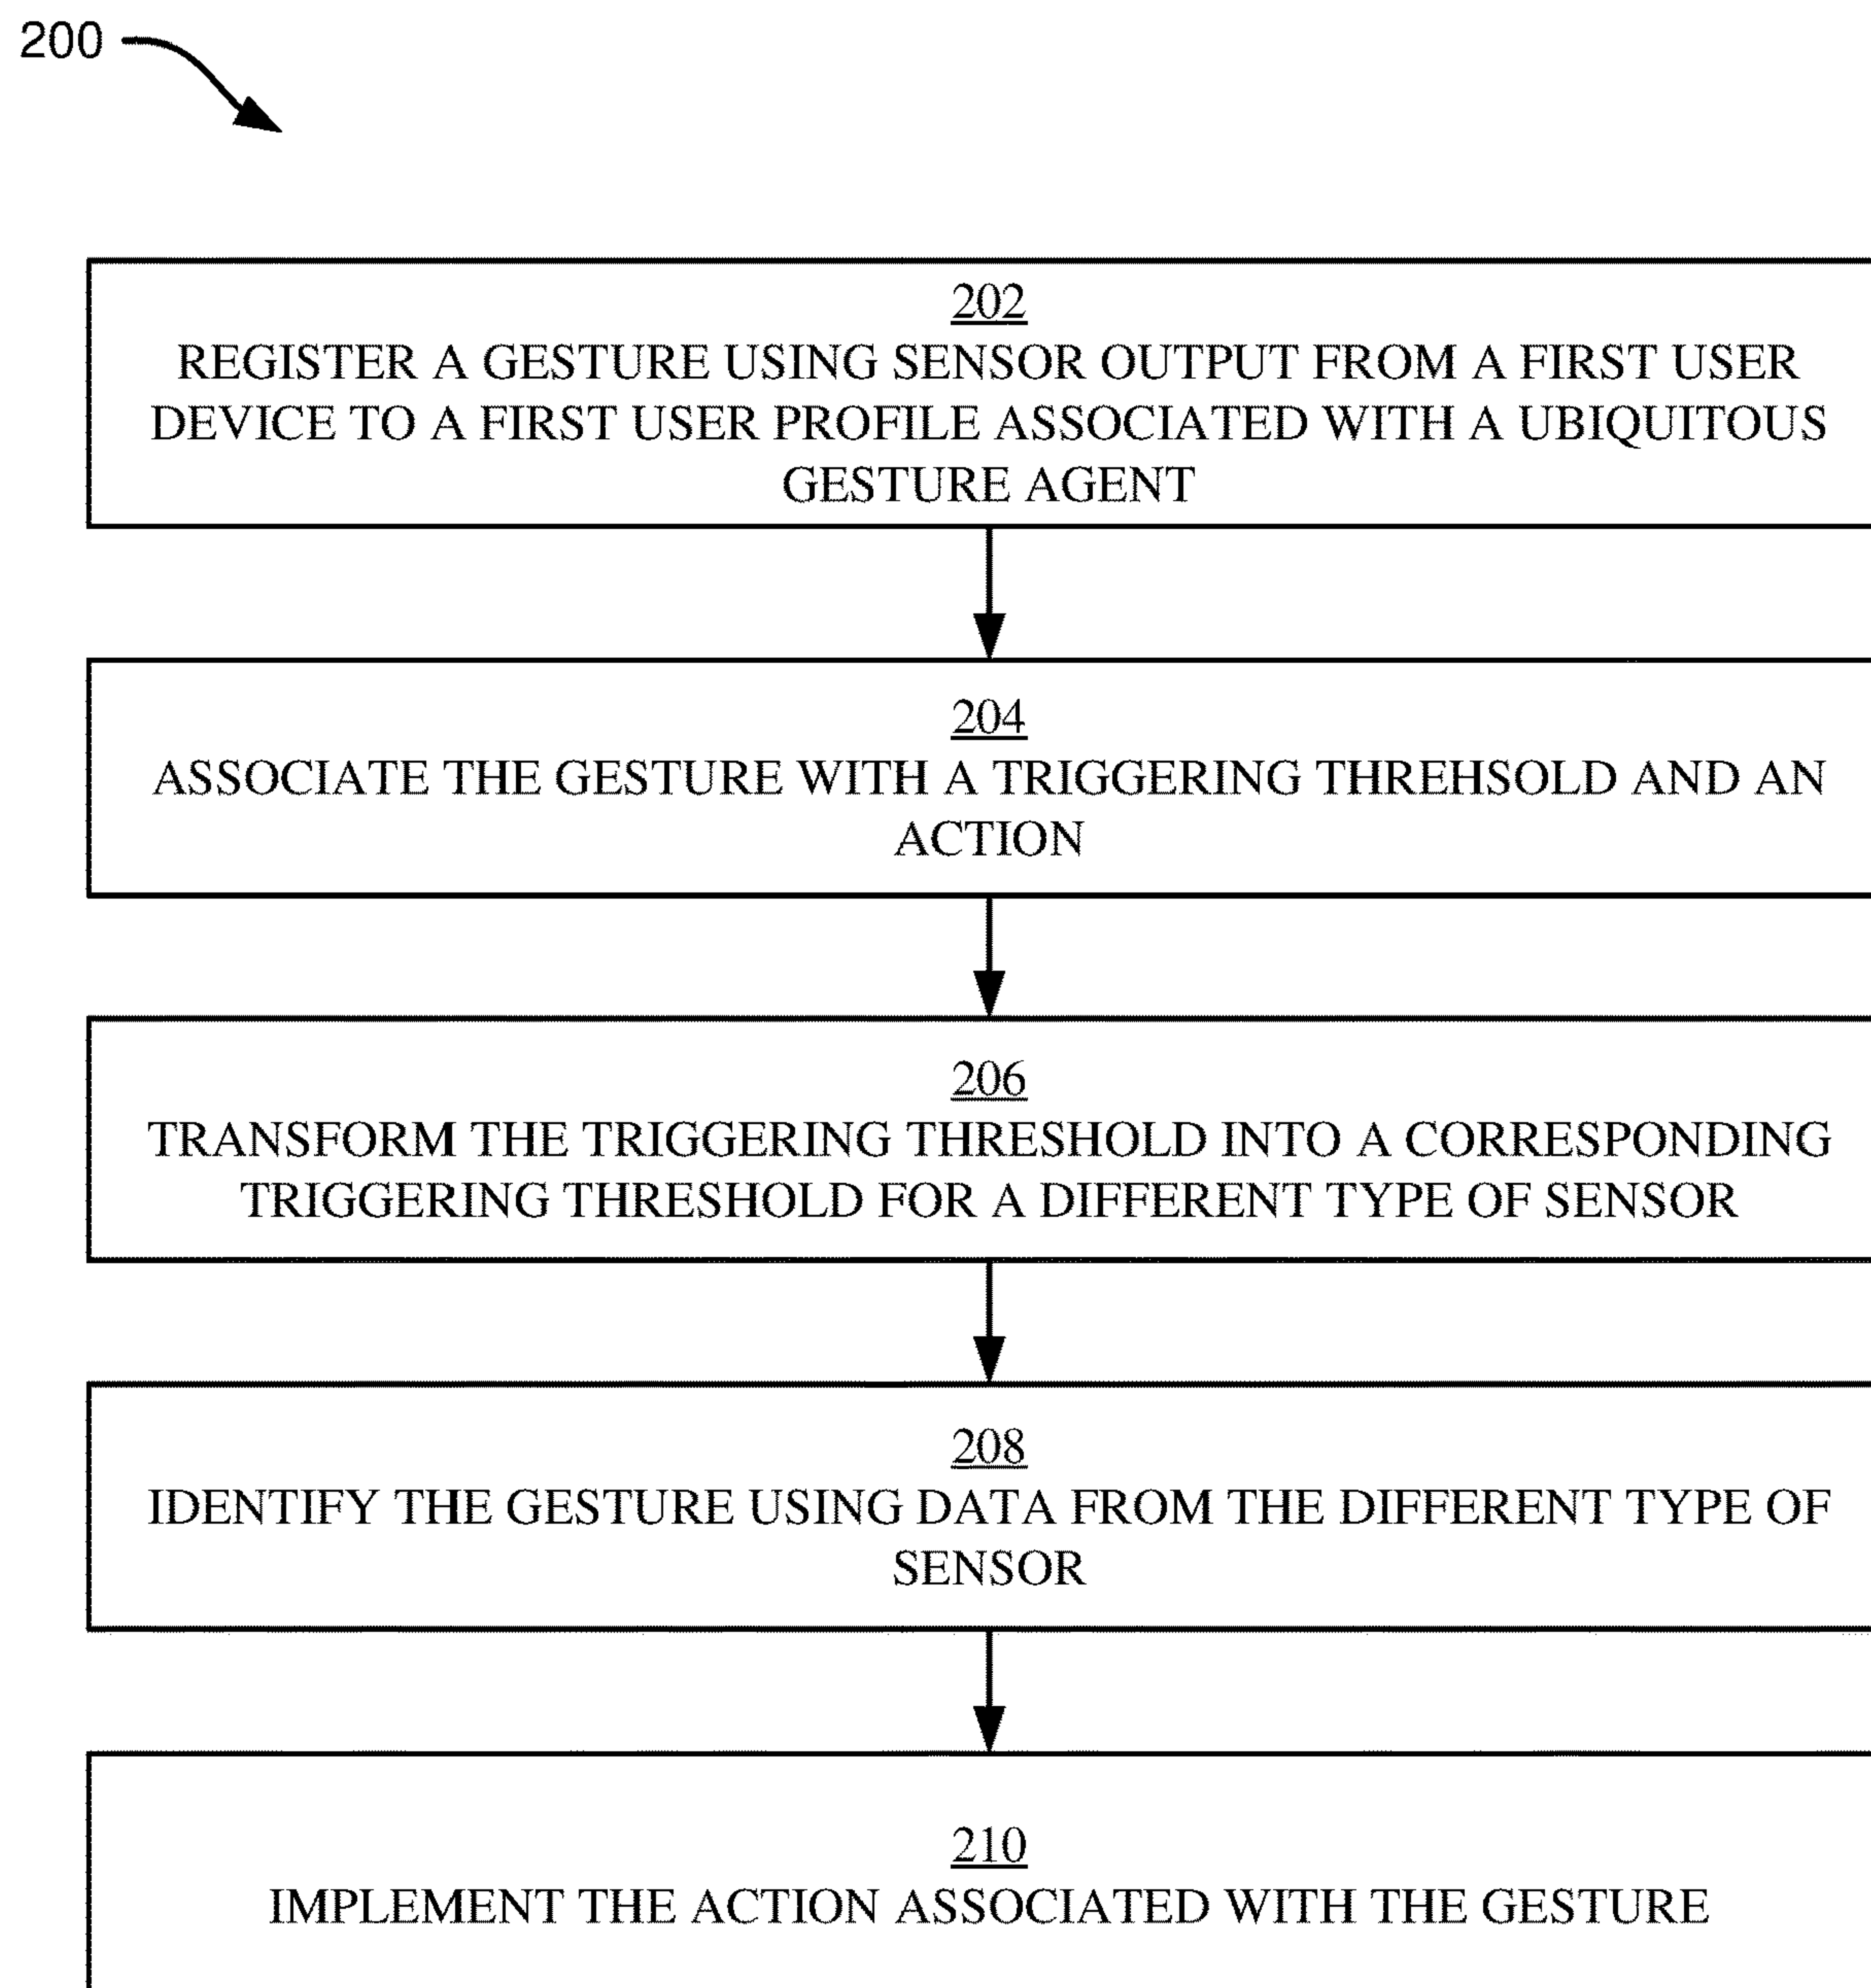 200
202
REGISTER A GESTURE USING SENSOR OUTPUT FROM A FIRST USER
DEVICE TO A FIRST USER PROFILE ASSOCIATED WITH A UBIQUITOUS
GESTURE AGENT
204
ASSOCIATE THE GESTURE WITH A TRIGGERING THREHSOLD AND AN
ACTION
206
TRANSFORM THE TRIGGERING THRESHOLD INTO A CORRESPONDING
TRIGGERING THRESHOLD FOR A DIFFERENT TYPE OF SENSOR
208
IDENTIFY THE GESTURE USING DATA FROM THE DIFFERENT TYPE OF
SENSOR
210
IMPLEMENT THE ACTION ASSOCIATED WITH THE GESTURE